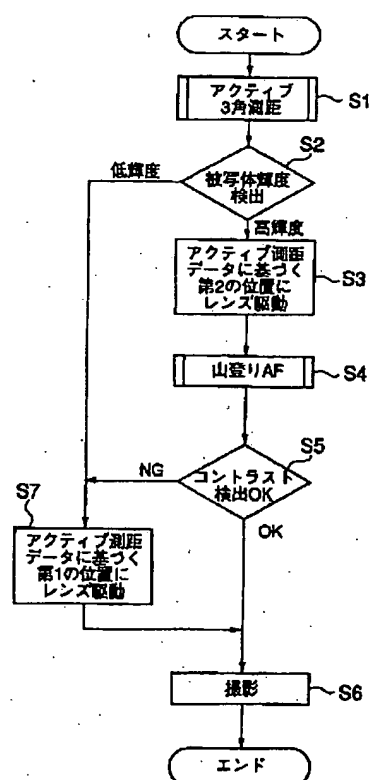 スタート
アクティブ
3角測距
S1
S2
被写体輝度
検出
低輝度
高輝度
アクティブ測距
データに基づく
第2の位置に
レンズ駆動
S3
山登りAF
S4
S5
コントラスト
検出OK
NG
OK
S7
アクティブ測距
データに基づく
第1の位置に
レンズ駆動
撮影
S6
エンド